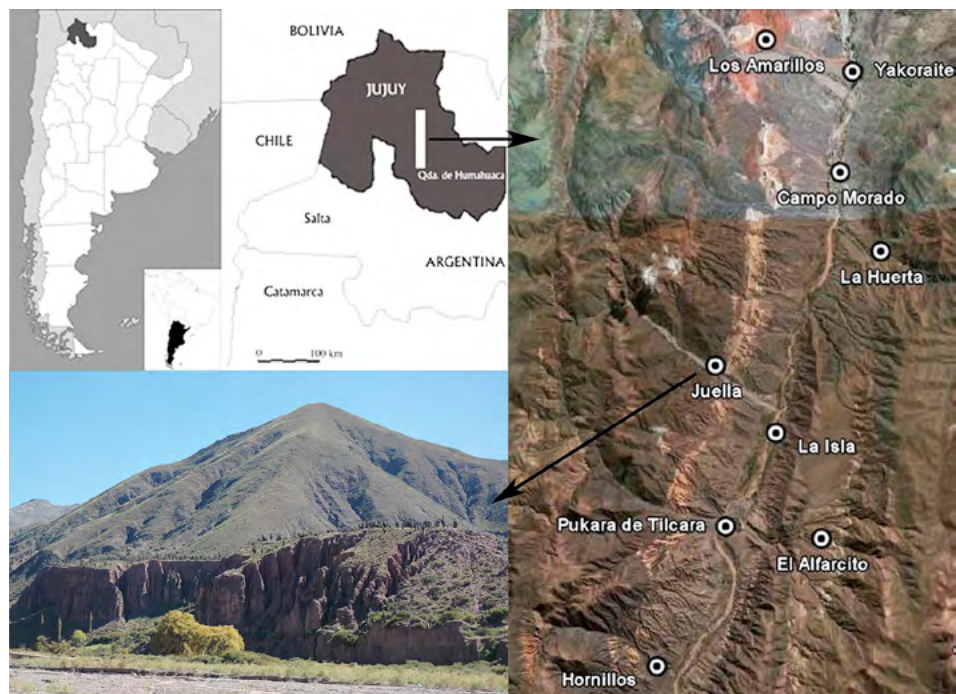 BOLIVIA
JUJUY
CHILE
Qda. de Humahuaca
Salta
ARGENTINA
Catamarca
0 100 km
Los Amarillos
Yakoraite
Campo Morado
La Huerta
Juella
La Isla
Pukara de Tilcara
El Alfarcito
Hornillos